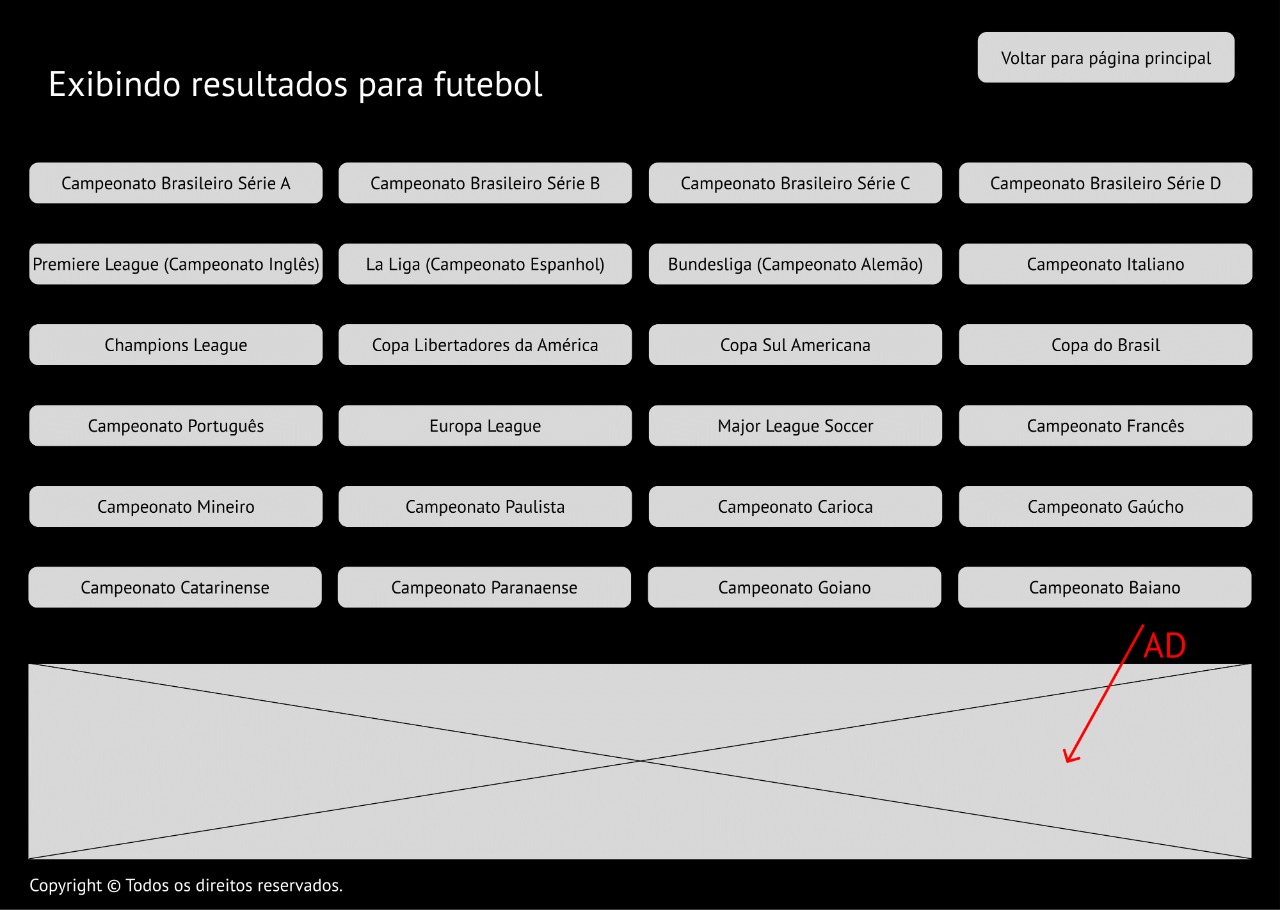 Voltar para página principal
Exibindo resultados para futebol
Campeonato Brasileiro Série A
Campeonato Brasileiro Série B
Campeonato Brasileiro Série C
Campeonato Brasileiro Série D
Premiere League (Campeonato Inglês)
La Liga (Campeonato Espanhol)
Bundesliga (Campeonato Alemão)
Campeonato Italiano
Champions League
Copa Libertadores da América
Copa Sul Americana
Copa do Brasil
Campeonato Português
Europa League
Major League Soccer
Campeonato Francês
Campeonato Mineiro
Campeonato Paulista
Campeonato Carioca
Campeonato Gaúcho
Campeonato Catarinense
Campeonato Paranaense
Campeonato Goiano
Campeonato Baiano
AD
Copyright © Todos os direitos reservados.